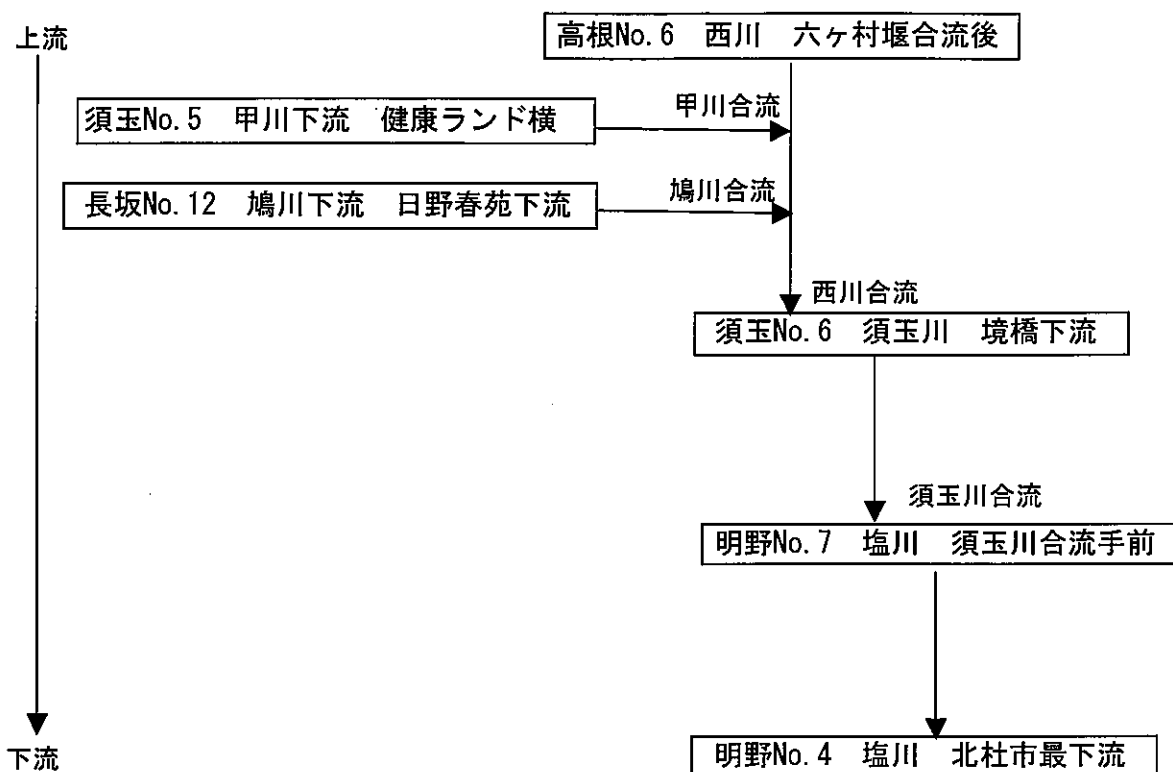 上流
高根No.6　西川　六ヶ村堰合流後
甲川合流
須玉No.5　甲川下流　健康ランド横
鳩川合流
長坂No.12　鳩川下流　日野春苑下流
西川合流
須玉No.6　須玉川　境橋下流
須玉川合流
明野No.7　塩川　須玉川合流手前
下流
明野No.4　塩川　北杜市最下流